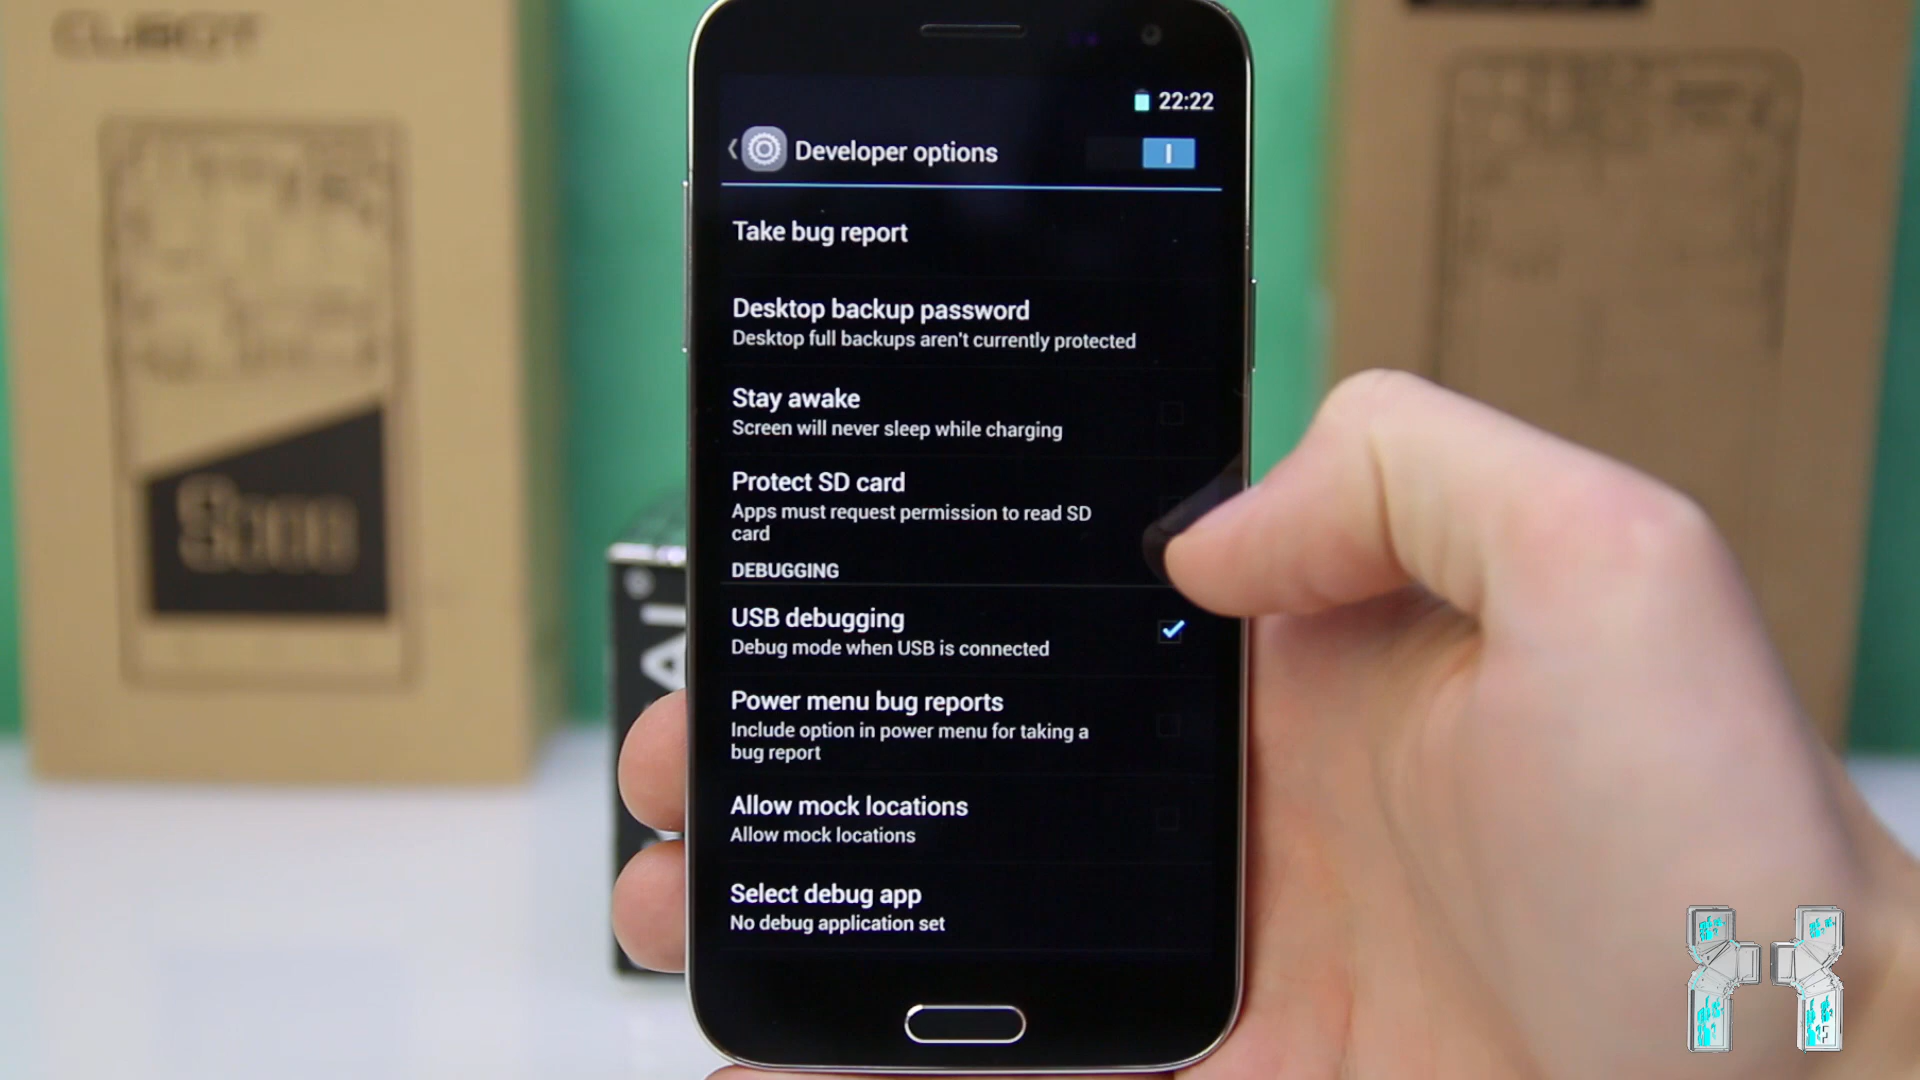 CUBOT
22:22
Developer options
Take bug report
Desktop backup password
Desktop full backups aren't currently protected
Stay awake
Screen will never sleep while charging
Protect SD card
Apps must request permission to read SD
card
DEBUGGING
USB debugging
Debug mode when USB is connected
Power menu bug reports
Include option in power menu for taking a
bug report
Allow mock locations
Allow mock locations
Select debug app
No debug application set